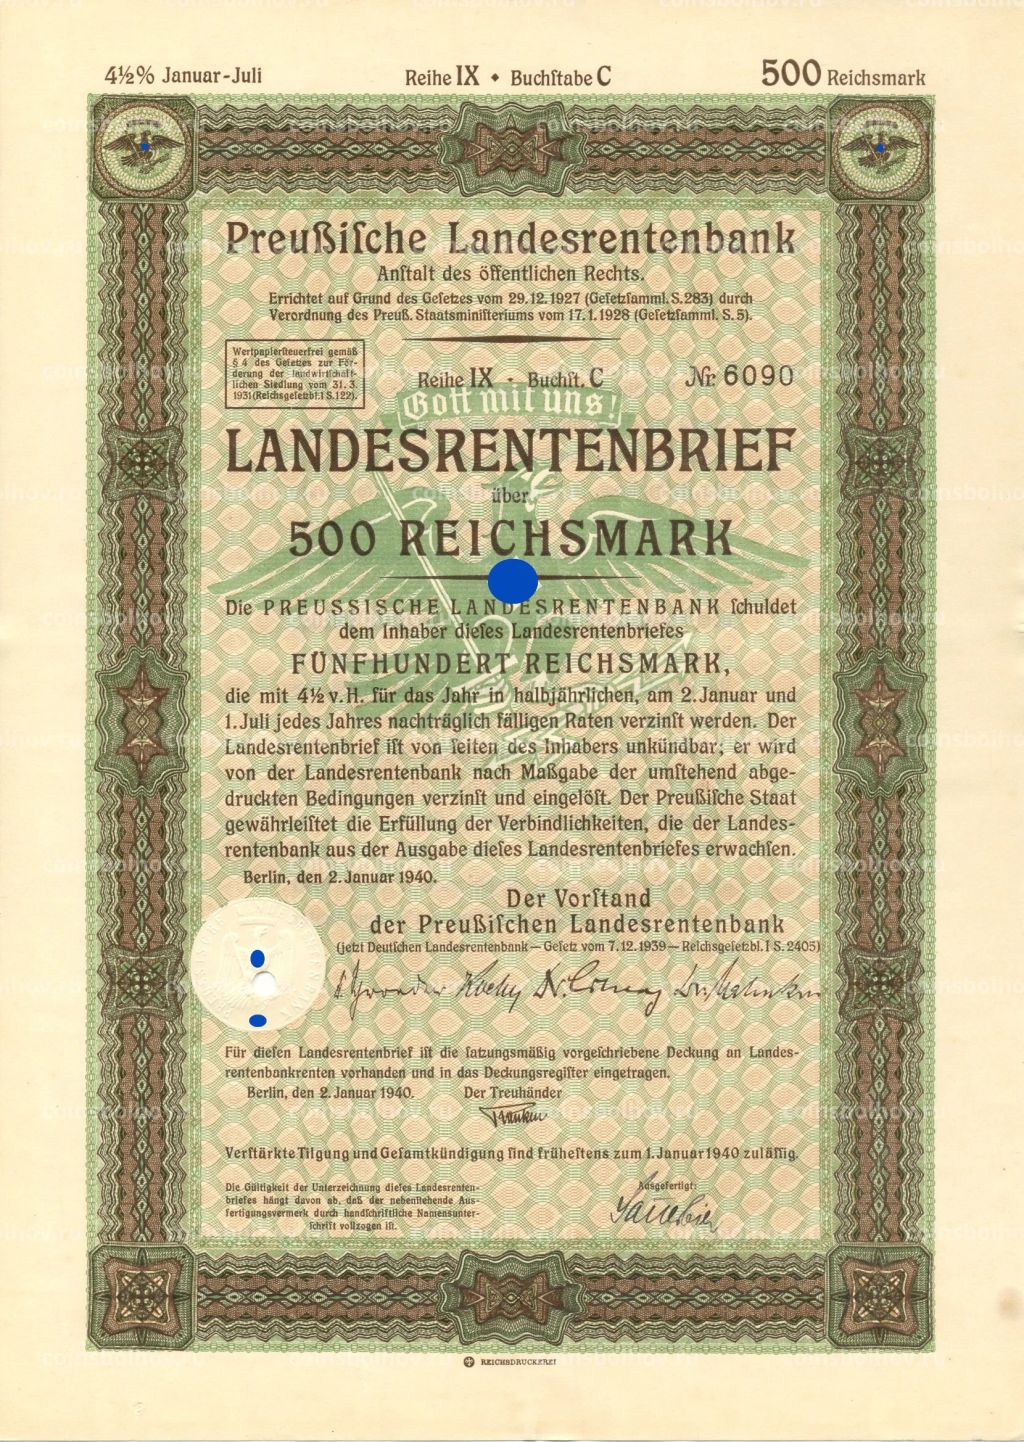 4½% Januar-Juli
Reihe IX • Buchſtabe C
500 Reichsmark
Preußiſche Landesrentenbank
Anſtalt des öffentlichen Rechts.
Errichtet auf Grund des Geſetzes vom 29.12.1927 (Geſetzſamml. S. 283) durch
Verordnung des Preuß. Staatsminiſteriums vom 17.1.1928 (Geſetzſamml. S. 5).
Wertpapierſteuerfrei gemäß
§ 4 des Geſetzes zur För-
derung der landwirtſchaft-
lichen Siedlung vom 31. 3.
1931 (Reichsgeſetzbl. I S. 122).
Reihe IX • Buchſt. C
Nr. 6090
Gott mit uns!
LANDESRENTENBRIEF
über
500 REICHSMARK
Die PREUSSISCHE LANDESRENTENBANK ſchuldet
dem Inhaber dieſes Landesrentenbriefes
FÜNFHUNDERT REICHSMARK,
die mit 4½ v. H. für das Jahr in halbjährlichen, am 2. Januar und
1. Juli jedes Jahres nachträglich fälligen Raten verzinſt werden. Der
Landesrentenbrief iſt von ſeiten des Inhabers unkündbar; er wird
von der Landesrentenbank nach Maßgabe der umſtehend abge-
druckten Bedingungen verzinſt und eingelöſt. Der Preußiſche Staat
gewährleiſtet die Erfüllung der Verbindlichkeiten, die der Landes-
rentenbank aus der Ausgabe dieſes Landesrentenbriefes erwachſen.
Berlin, den 2. Januar 1940.
Der Vorſtand
der Preußiſchen Landesrentenbank
(jetzt Deutſchen Landesrentenbank — Geſetz vom 7.12.1939 — Reichsgeſetzbl. I S. 2405)
Für dieſen Landesrentenbrief iſt die ſatzungsmäßig vorgeſchriebene Deckung an Landes-
rentenbankrenten vorhanden und in das Deckungsregiſter eingetragen.
Berlin, den 2. Januar 1940.
Der Treuhänder
Verſtärkte Tilgung und Geſamtkündigung ſind früheſtens zum 1. Januar 1940 zuläſſig.
Die Gültigkeit der Unterzeichnung dieſes Landesrenten-
briefes hängt davon ab, daß der nebenſtehende Aus-
fertigungsvermerk durch handſchriftliche Namensunter-
ſchrift vollzogen iſt.
Ausgefertigt:
REICHSDRUCKEREI
coinsbolhov.ru